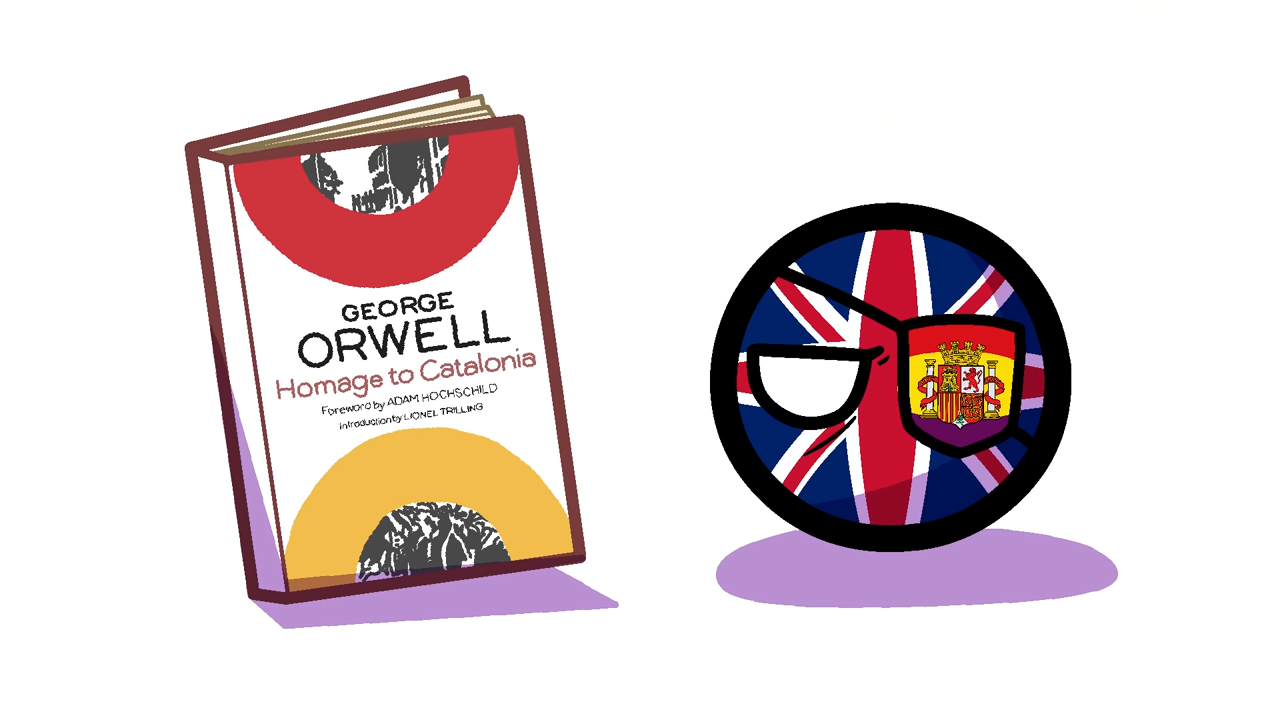 GEORGE
ORWELL
Homage to Catalonia
Foreword by ADAM HOCHSCHILD
Introduction by LIONEL TRILLING